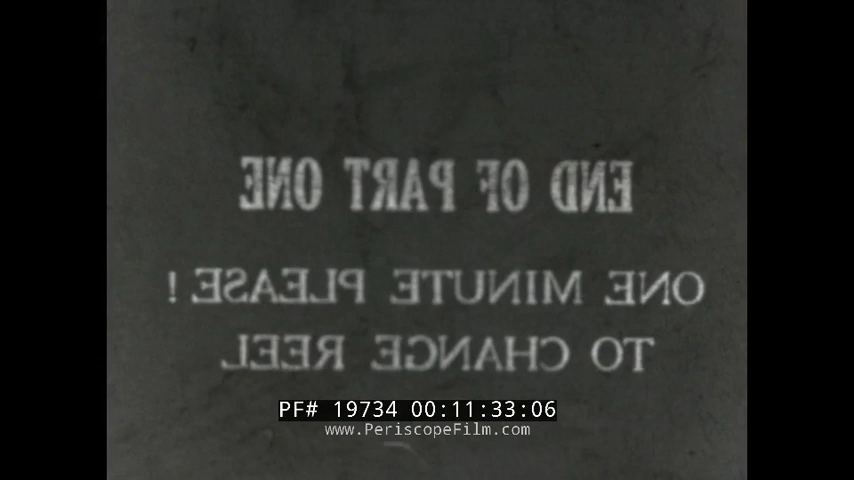 END OF PART ONE
ONE MINUTE PLEASE!
TO CHANGE REEL
PF# 19734 00:11:33:06
www.PeriscopeFilm.com